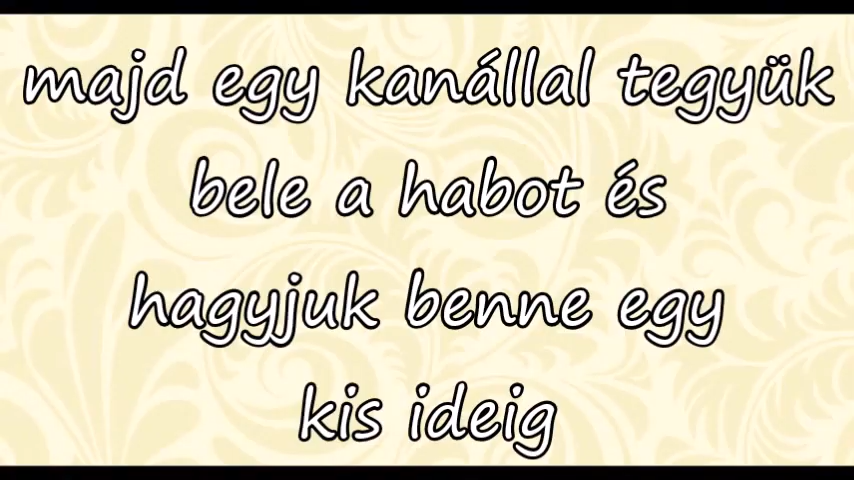 majd egy kanállal tegyük
bele a habot és
hagyjuk benne egy
kis ideig